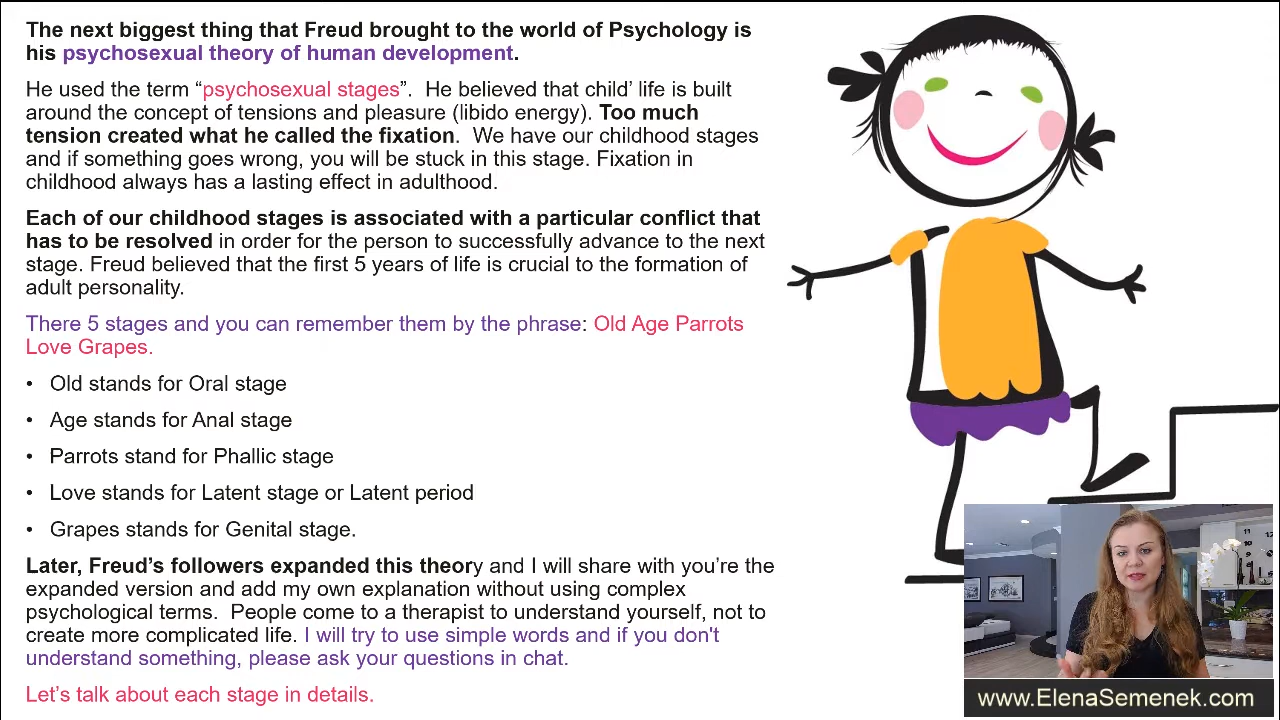 The next biggest thing that Freud brought to the world of Psychology is
his psychosexual theory of human development.
He used the term “psychosexual stages”.  He believed that child’ life is built
around the concept of tensions and pleasure (libido energy). Too much
tension created what he called the fixation.  We have our childhood stages
and if something goes wrong, you will be stuck in this stage. Fixation in
childhood always has a lasting effect in adulthood.
Each of our childhood stages is associated with a particular conflict that
has to be resolved in order for the person to successfully advance to the next
stage. Freud believed that the first 5 years of life is crucial to the formation of
adult personality.
There 5 stages and you can remember them by the phrase: Old Age Parrots
Love Grapes.
• Old stands for Oral stage
• Age stands for Anal stage
• Parrots stand for Phallic stage
• Love stands for Latent stage or Latent period
• Grapes stands for Genital stage.
Later, Freud’s followers expanded this theory and I will share with you’re the
expanded version and add my own explanation without using complex
psychological terms.  People come to a therapist to understand yourself, not to
create more complicated life. I will try to use simple words and if you don't
understand something, please ask your questions in chat.
Let’s talk about each stage in details.
www.ElenaSemenek.com